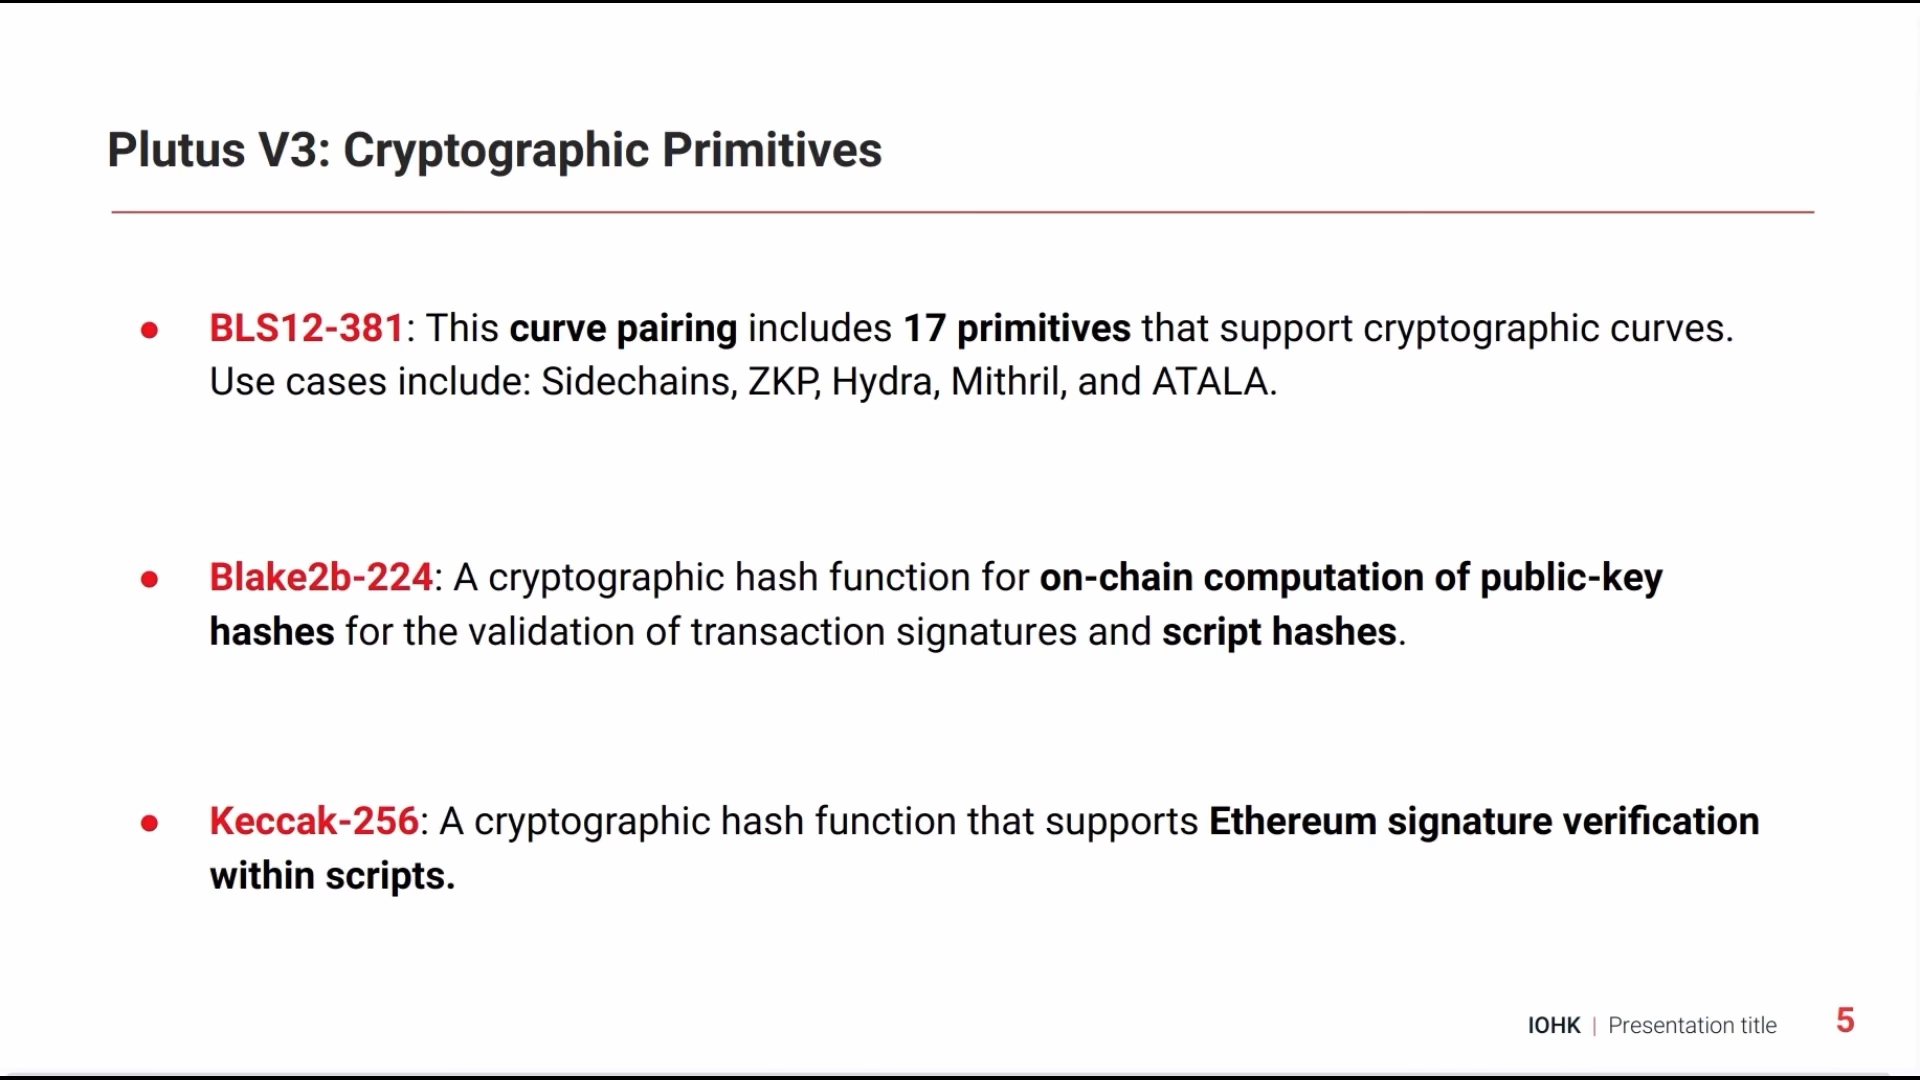 Plutus V3: Cryptographic Primitives
● BLS12-381: This curve pairing includes 17 primitives that support cryptographic curves.
Use cases include: Sidechains, ZKP, Hydra, Mithril, and ATALA.
● Blake2b-224: A cryptographic hash function for on-chain computation of public-key
hashes for the validation of transaction signatures and script hashes.
● Keccak-256: A cryptographic hash function that supports Ethereum signature verification
within scripts.
IOHK | Presentation title 5